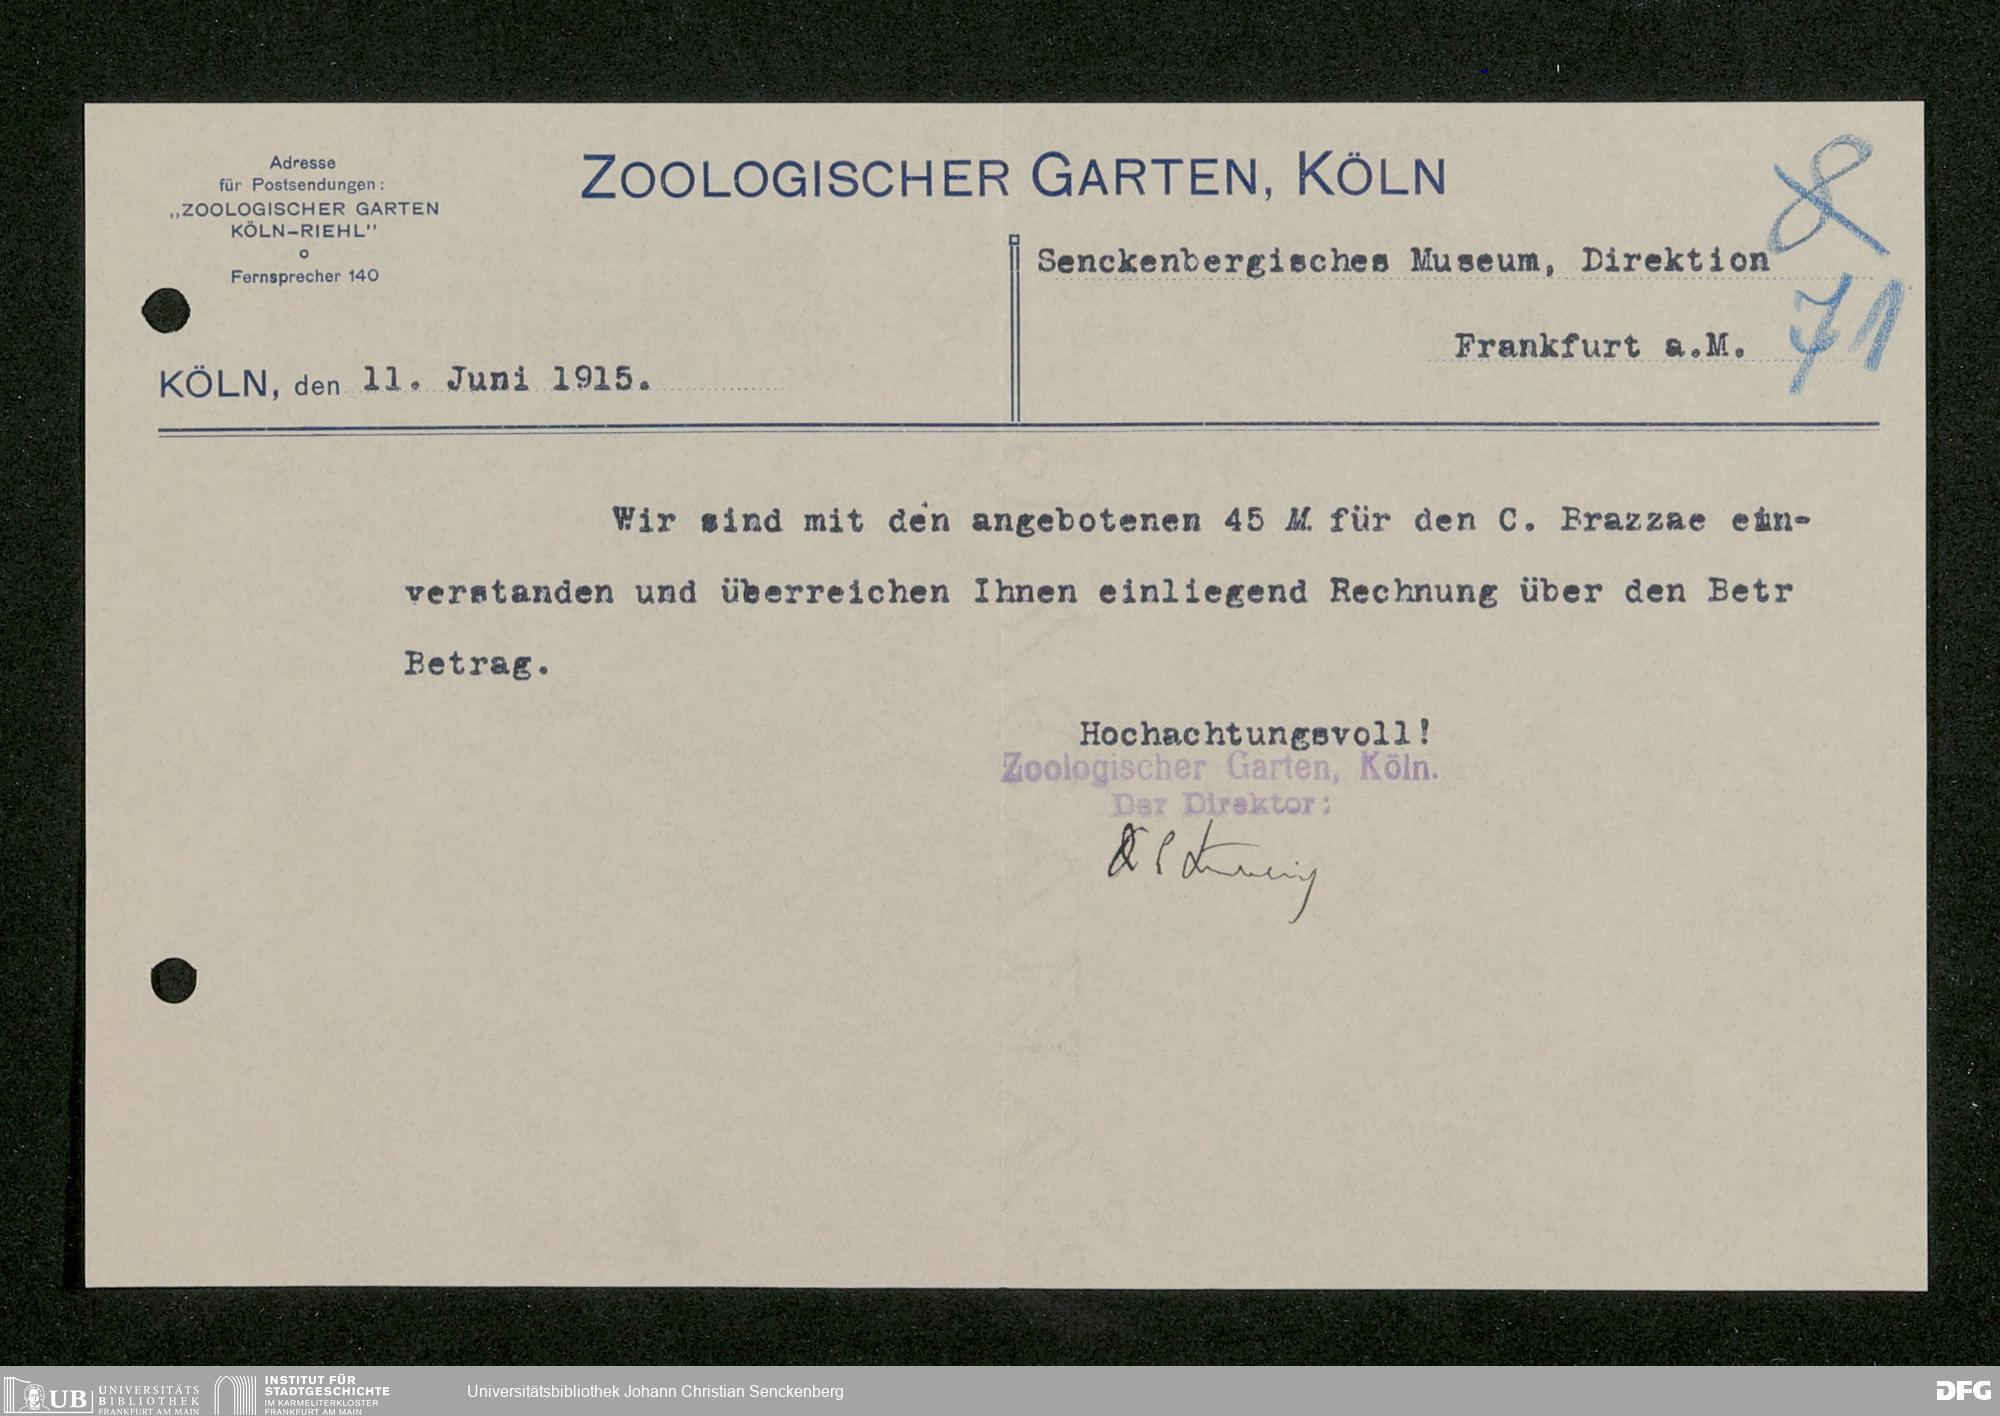 Adresse
für Postsendungen:
„ZOOLOGISCHER GARTEN
KÖLN-RIEHL"
Fernsprecher 140
ZOOLOGISCHER GARTEN, KÖLN
8
Senckenbergisches Museum, Direktion
Frankfurt a.M.
71
KÖLN, den 11. Juni 1915.
Wir sind mit den angebotenen 45 M. für den C. Brazzae ein-
verstanden und überreichen Ihnen einliegend Rechnung über den Betr
Betrag.
Hochachtungsvoll!
Zoologischer Garten, Köln.
Der Direktor:
UB UNIVERSITÄTS
BIBLIOTHEK
FRANKFURT AM MAIN
INSTITUT FÜR
STADTGESCHICHTE
IM KARMELITERKLOSTER
FRANKFURT AM MAIN
Universitätsbibliothek Johann Christian Senckenberg
DFG